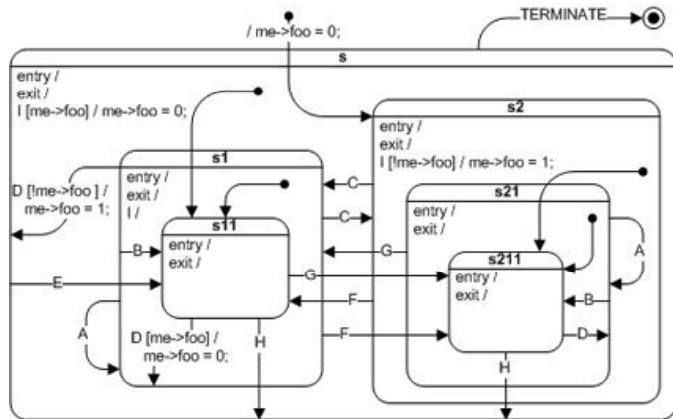 TERMINATE
/ me->foo = 0;
s
entry /
exit /
I [me->foo] / me->foo = 0;
s2
entry /
exit /
I [!me->foo] / me->foo = 1;
s1
entry /
exit /
I /
D [!me->foo ] /
me->foo = 1;
C
C
s21
entry /
exit /
s11
entry /
exit /
B
G
A
s211
entry /
exit /
E
G
F
B
A
D [me->foo] /
me->foo = 0;
H
F
D
H